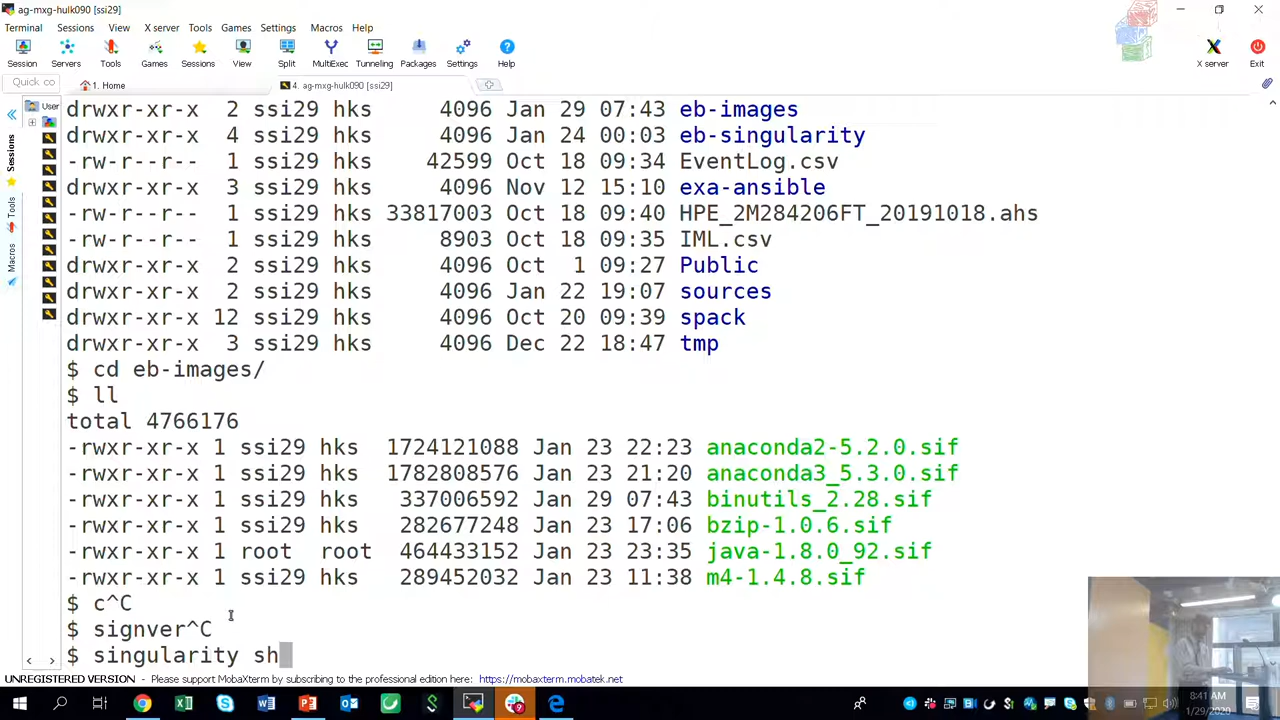 ag-mxg-hulk090 [ssi29]
Terminal Sessions View X server Tools Games Settings Macros Help
Session Servers Tools Games Sessions View Split MultiExec Tunneling Packages Settings Help X server Exit
Quick co 1. Home 4. ag-mxg-hulk090 [ssi29]
User
Sessions
Tools
Macros
drwxr-xr-x 2 ssi29 hks 4096 Jan 29 07:43 eb-images
drwxr-xr-x 4 ssi29 hks 4096 Jan 24 00:03 eb-singularity
-rw-r--r-- 1 ssi29 hks 42599 Oct 18 09:34 EventLog.csv
drwxr-xr-x 3 ssi29 hks 4096 Nov 12 15:10 exa-ansible
-rw-r--r-- 1 ssi29 hks 33817003 Oct 18 09:40 HPE_2M284206FT_20191018.ahs
-rw-r--r-- 1 ssi29 hks 8903 Oct 18 09:35 IML.csv
drwxr-xr-x 2 ssi29 hks 4096 Oct 1 09:27 Public
drwxr-xr-x 2 ssi29 hks 4096 Jan 22 19:07 sources
drwxr-xr-x 12 ssi29 hks 4096 Oct 20 09:39 spack
drwxr-xr-x 3 ssi29 hks 4096 Dec 22 18:47 tmp
$ cd eb-images/
$ ll
total 4766176
-rwxr-xr-x 1 ssi29 hks 1724121088 Jan 23 22:23 anaconda2-5.2.0.sif
-rwxr-xr-x 1 ssi29 hks 1782808576 Jan 23 21:20 anaconda3_5.3.0.sif
-rwxr-xr-x 1 ssi29 hks 337006592 Jan 29 07:43 binutils_2.28.sif
-rwxr-xr-x 1 ssi29 hks 282677248 Jan 23 17:06 bzip-1.0.6.sif
-rwxr-xr-x 1 root root 464433152 Jan 23 23:35 java-1.8.0_92.sif
-rwxr-xr-x 1 ssi29 hks 289452032 Jan 23 11:38 m4-1.4.8.sif
$ c^C
$ signver^C
$ singularity sh
UNREGISTERED VERSION - Please support MobaXterm by subscribing to the professional edition here: https://mobaxterm.mobatek.net
8:41 AM
1/29/2020